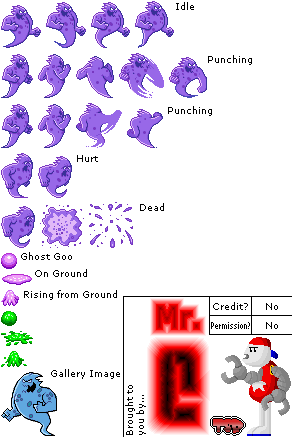 Idle
Punching
Punching
Hurt
Dead
Ghost Goo
On Ground
Rising from Ground
Gallery Image
Brought to
you by...
Mr.
C
Credit? No
Permission? No